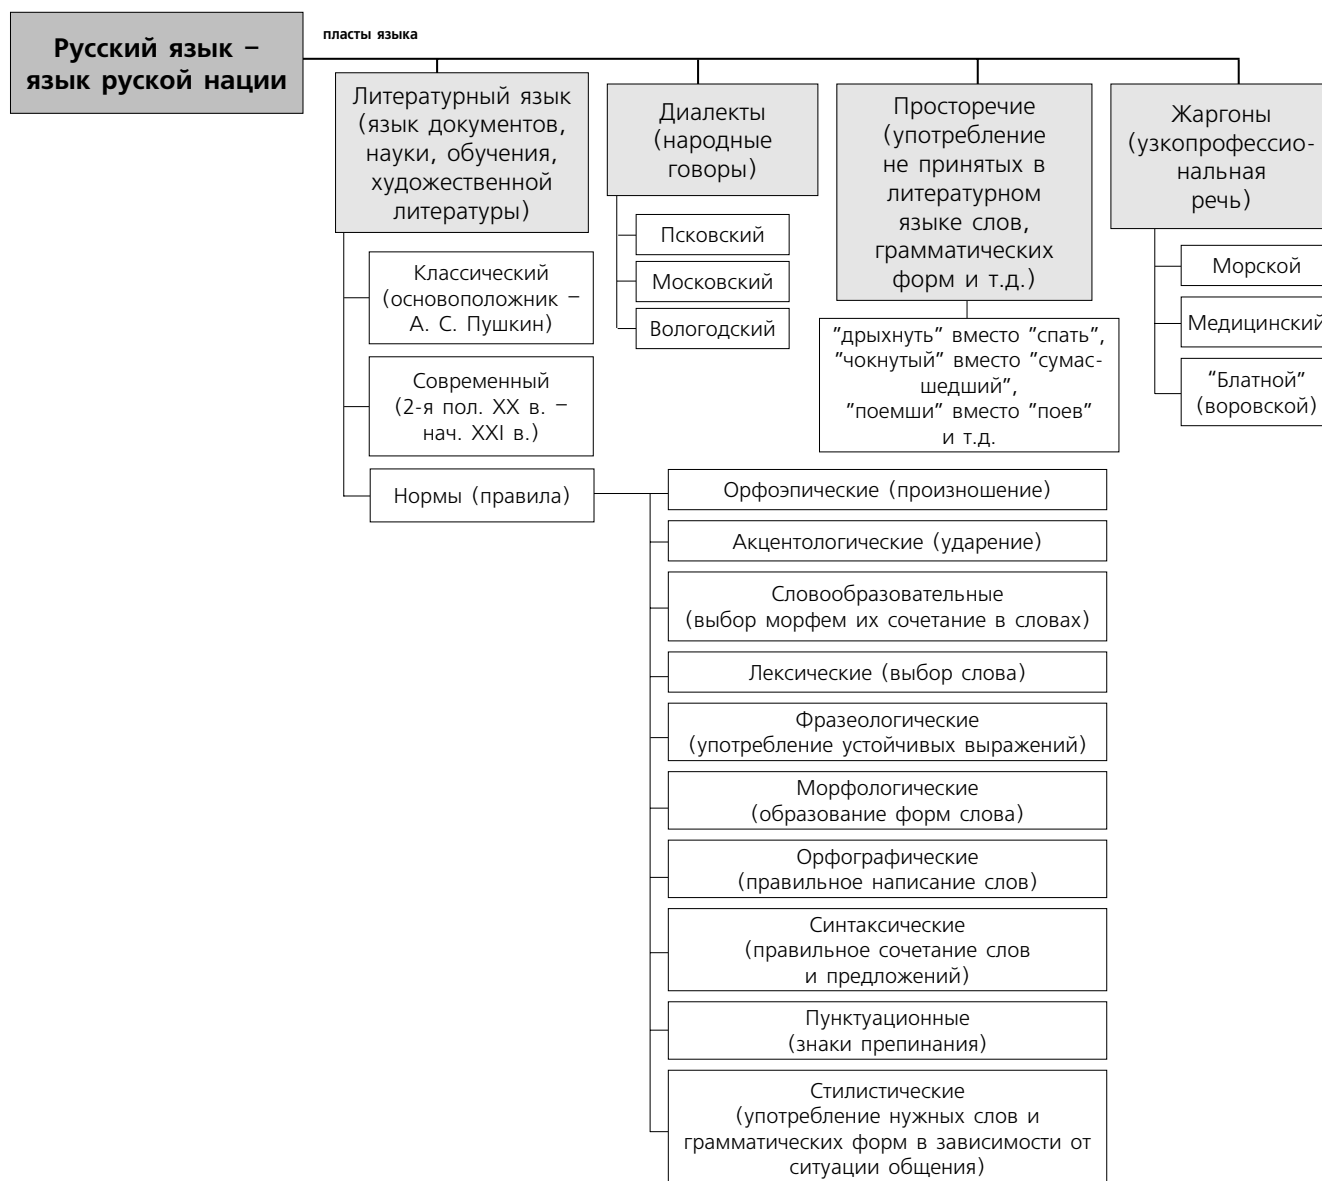 Русский язык –
язык руской нации
пласты языка
Литературный язык
(язык документов,
науки, обучения,
художественной
литературы)
Диалекты
(народные
говоры)
Просторечие
(употребление
не принятых в
литературном
языке слов,
грамматических
форм и т.д.)
Жаргоны
(узкопрофессио-
нальная
речь)
Классический
(основоположник –
А. С. Пушкин)
Современный
(2-я пол. XX в. –
нач. XXI в.)
Нормы (правила)
Псковский
Московский
Вологодский
"дрыхнуть" вместо "спать",
"чокнутый" вместо "сумас-
шедший",
"поемши" вместо "поев"
и т.д.
Морской
Медицинский
"Блатной"
(воровской)
Орфоэпические (произношение)
Акцентологические (ударение)
Словообразовательные
(выбор морфем их сочетание в словах)
Лексические (выбор слова)
Фразеологические
(употребление устойчивых выражений)
Морфологические
(образование форм слова)
Орфографические
(правильное написание слов)
Синтаксические
(правильное сочетание слов
и предложений)
Пунктуационные
(знаки препинания)
Стилистические
(употребление нужных слов и
грамматических форм в зависимости от
ситуации общения)